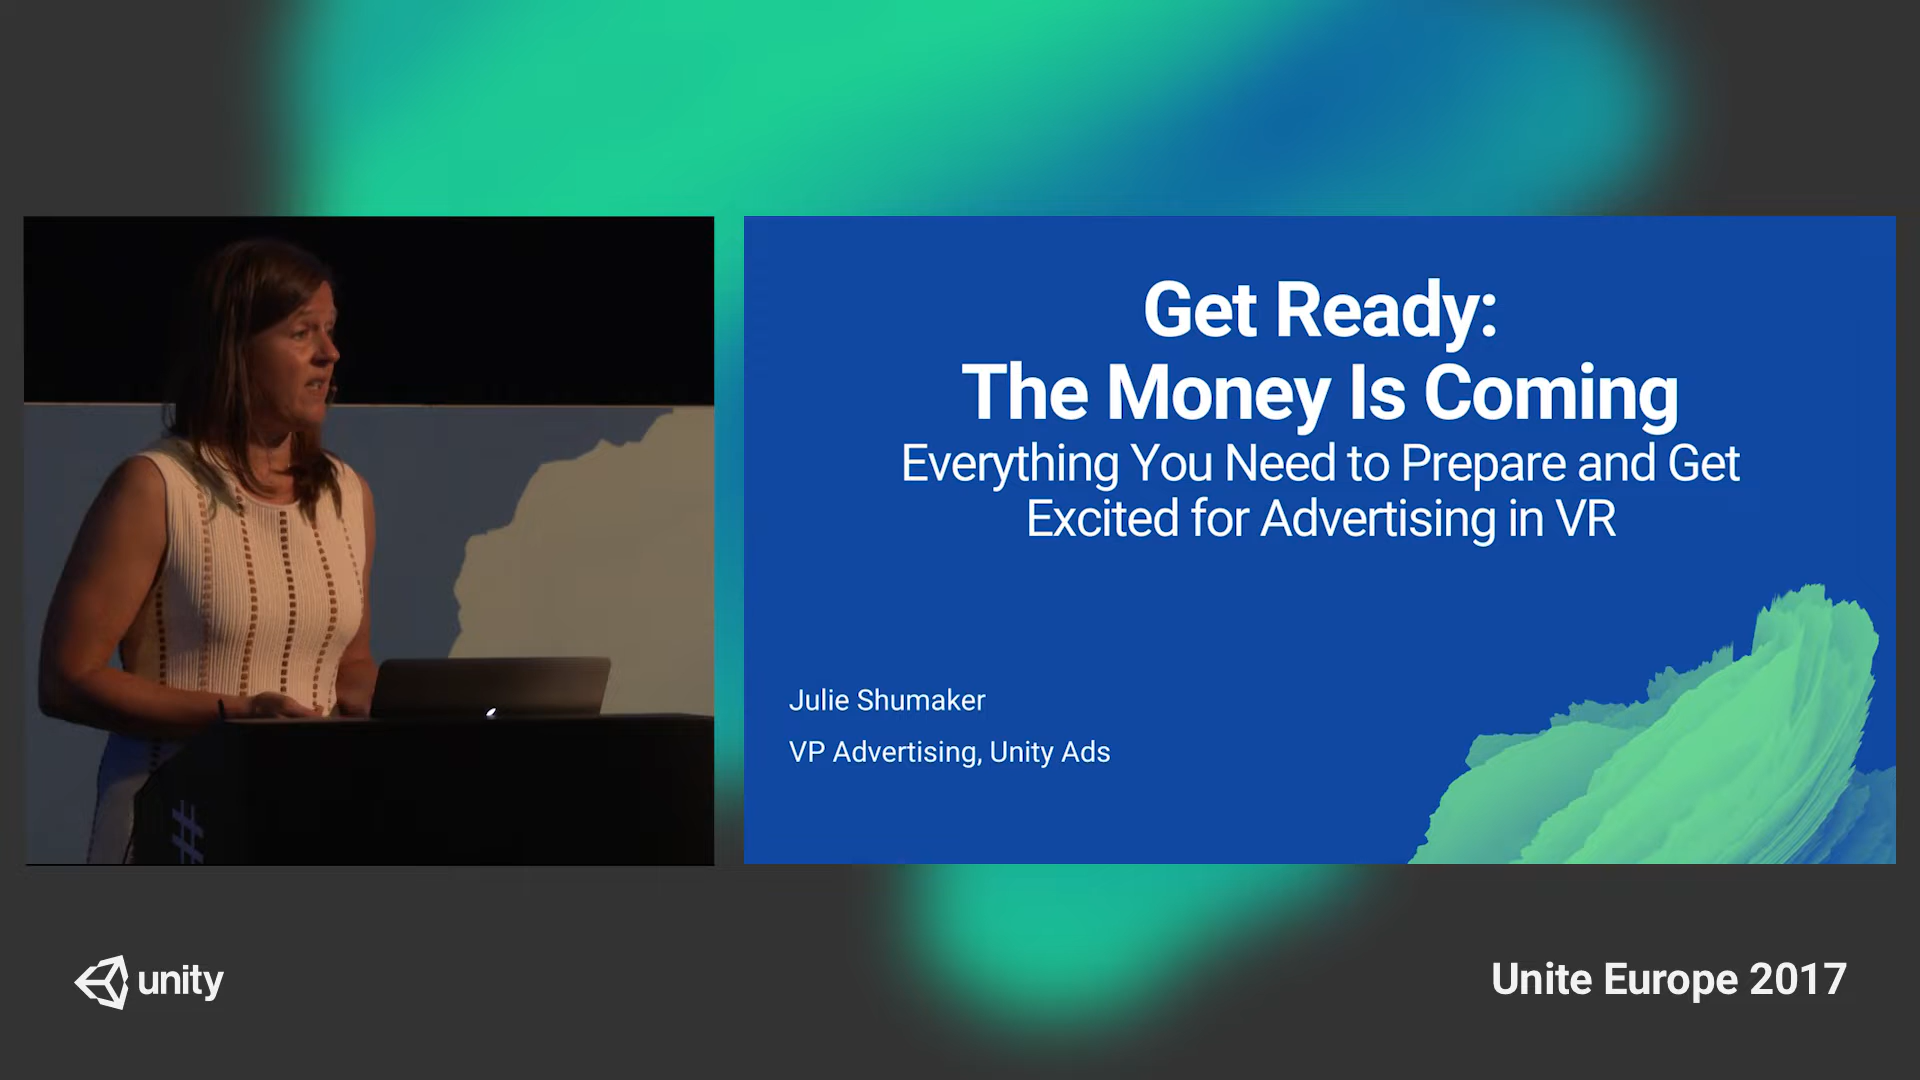 Get Ready:
The Money Is Coming
Everything You Need to Prepare and Get
Excited for Advertising in VR
Julie Shumaker
VP Advertising, Unity Ads
#
unity
Unite Europe 2017